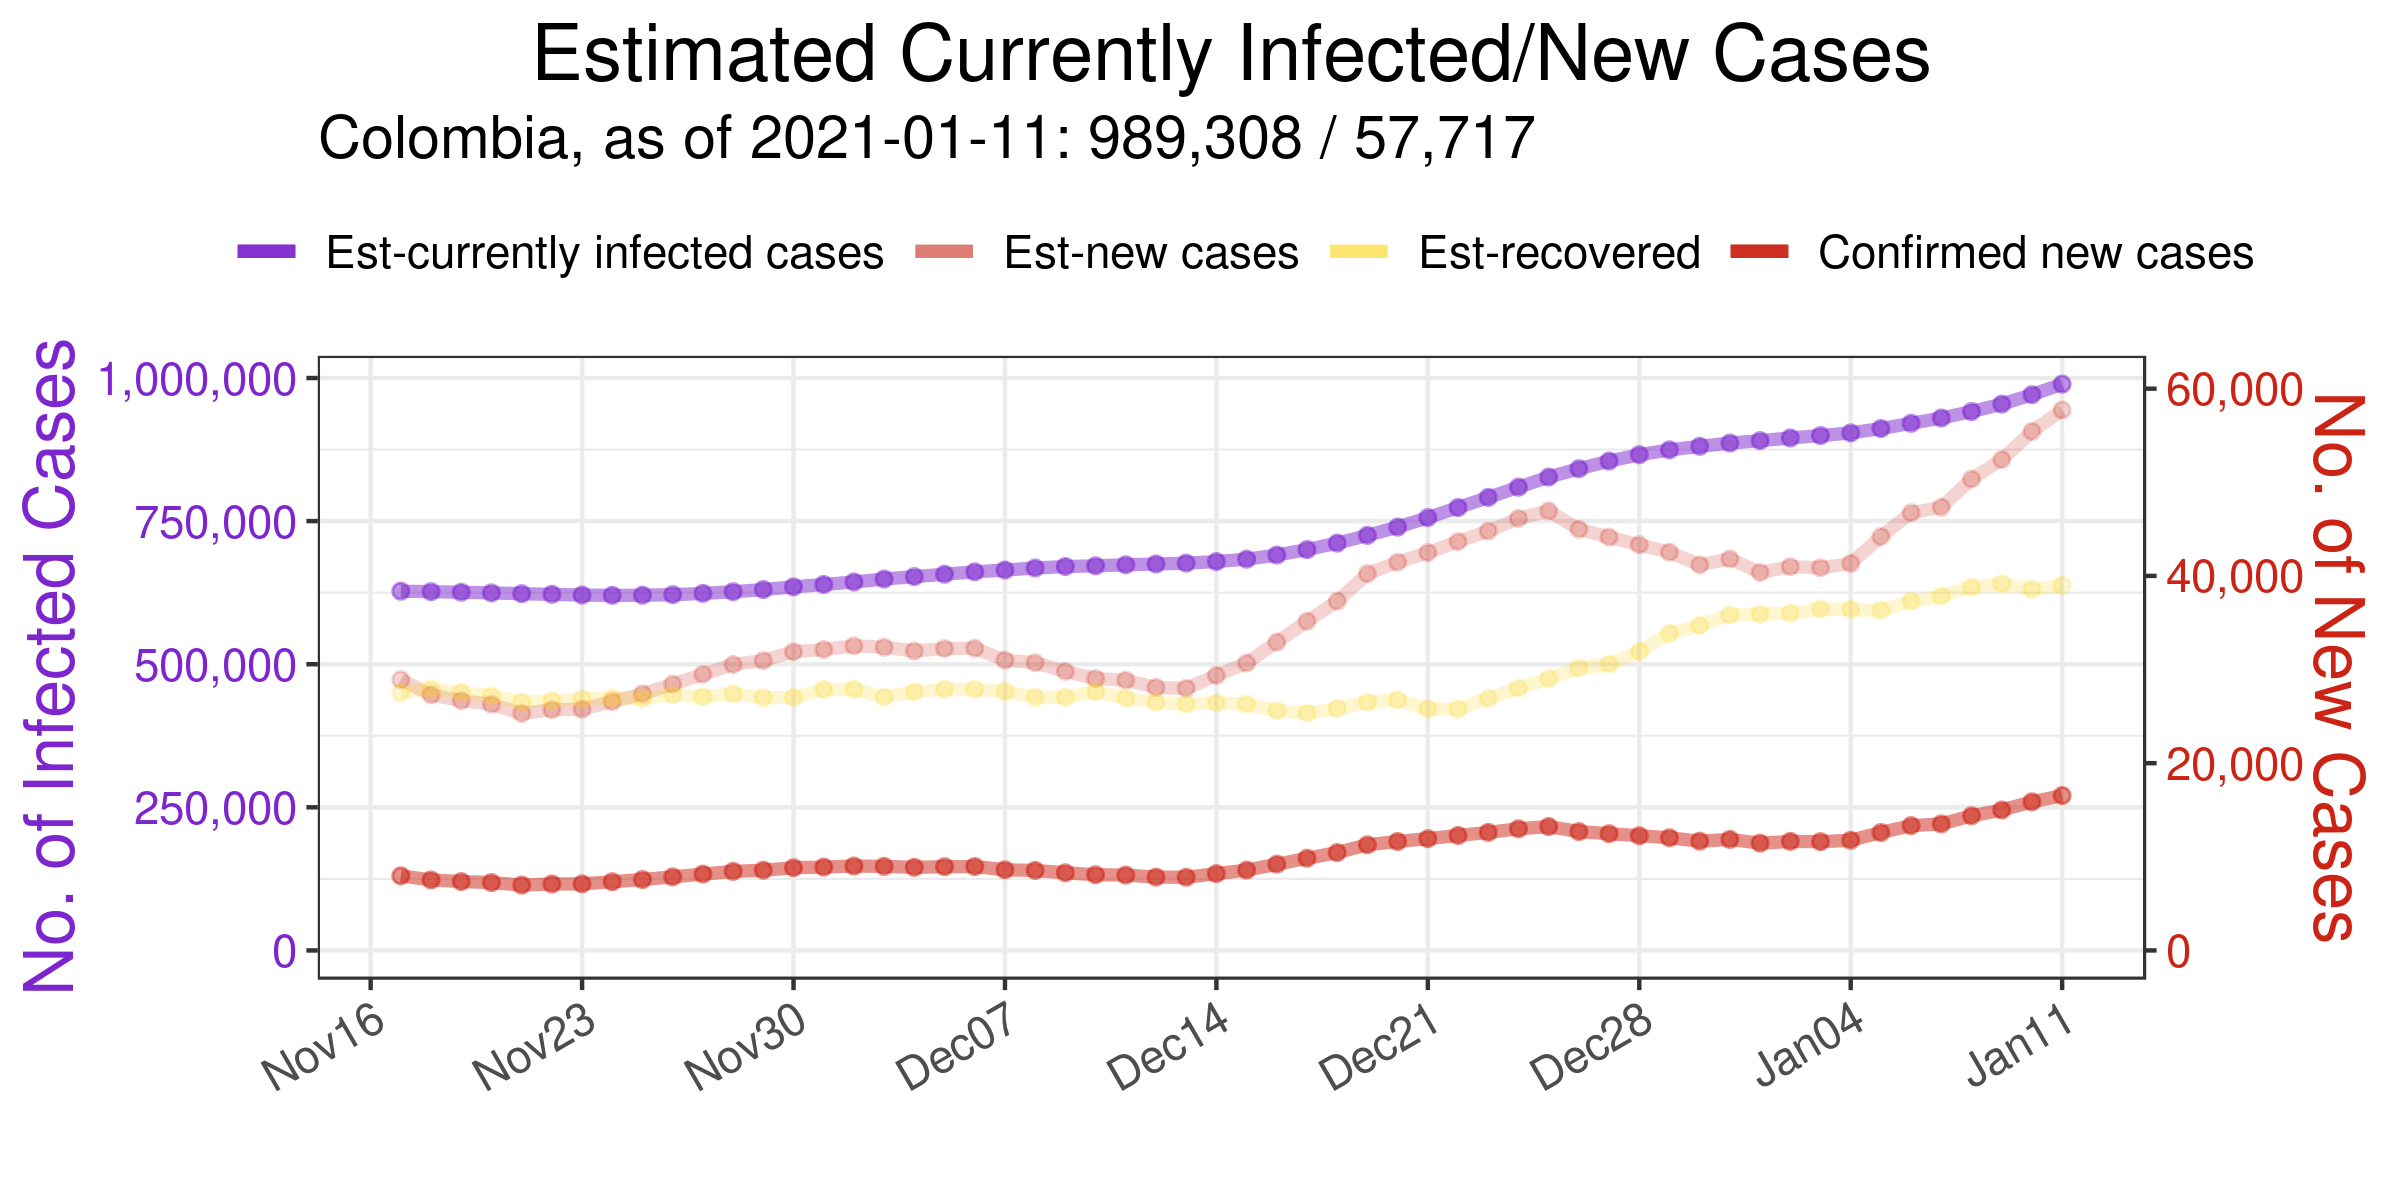 Estimated Currently Infected/New Cases
Colombia, as of 2021-01-11: 989,308 / 57,717
Est-currently infected cases Est-new cases Est-recovered Confirmed new cases
No. of Infected Cases
1,000,000
750,000
500,000
250,000
0
60,000
40,000
20,000
0
No. of New Cases
Nov16 Nov23 Nov30 Dec07 Dec14 Dec21 Dec28 Jan04 Jan11